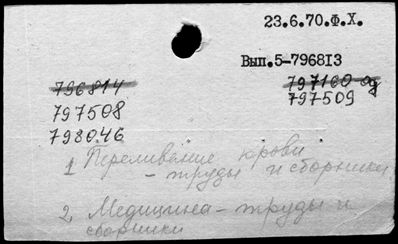 23.6.70.Ф.Х.
Вып.5-796813
796814
797160
797508
797509
798046
1 Переливание крови
- труды и сборники
2, Медицина - труды и
сборники